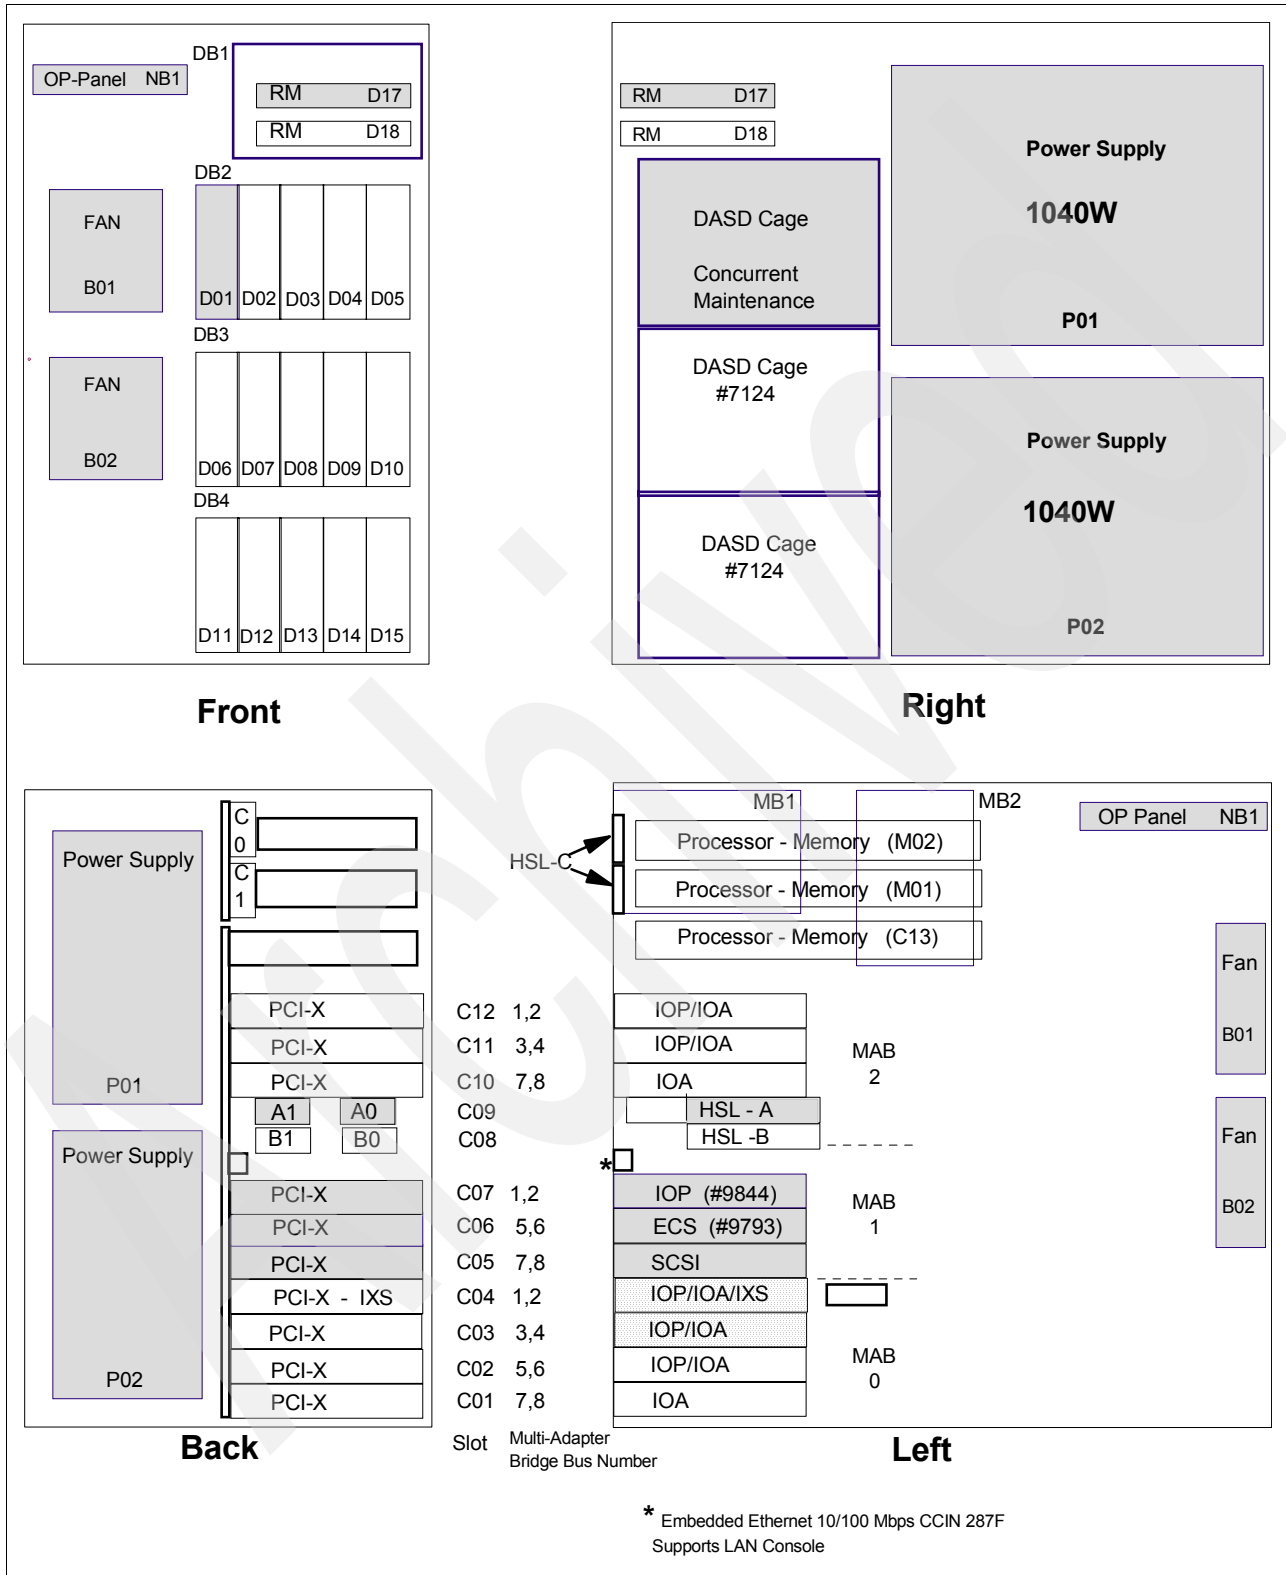 DB1
OP-Panel NB1
RM D17
RM D18
DB2
FAN
B01
D01 D02 D03 D04 D05
DB3
FAN
B02
D06 D07 D08 D09 D10
DB4
D11 D12 D13 D14 D15
Front
RM D17
RM D18
DASD Cage
Concurrent
Maintenance
DASD Cage
#7124
DASD Cage
#7124
Power Supply
1040W
P01
Power Supply
1040W
P02
Right
Power Supply
P01
Power Supply
P02
C
0
C
1
PCI-X
PCI-X
PCI-X
A1 A0
B1 B0
PCI-X
PCI-X
PCI-X
PCI-X - IXS
PCI-X
PCI-X
PCI-X
Back
C12 1,2
C11 3,4
C10 7,8
C09
C08
C07 1,2
C06 5,6
C05 7,8
C04 1,2
C03 3,4
C02 5,6
C01 7,8
Slot
Multi-Adapter
Bridge Bus Number
HSL-C
MB1
MB2
OP Panel NB1
Processor - Memory (M02)
Processor - Memory (M01)
Processor - Memory (C13)
Fan
B01
Fan
B02
IOP/IOA
IOP/IOA
IOA
HSL - A
HSL -B
MAB
2
*
IOP (#9844)
ECS (#9793)
SCSI
MAB
1
IOP/IOA/IXS
IOP/IOA
IOP/IOA
IOA
MAB
0
Left
* Embedded Ethernet 10/100 Mbps CCIN 287F
Supports LAN Console
Archived